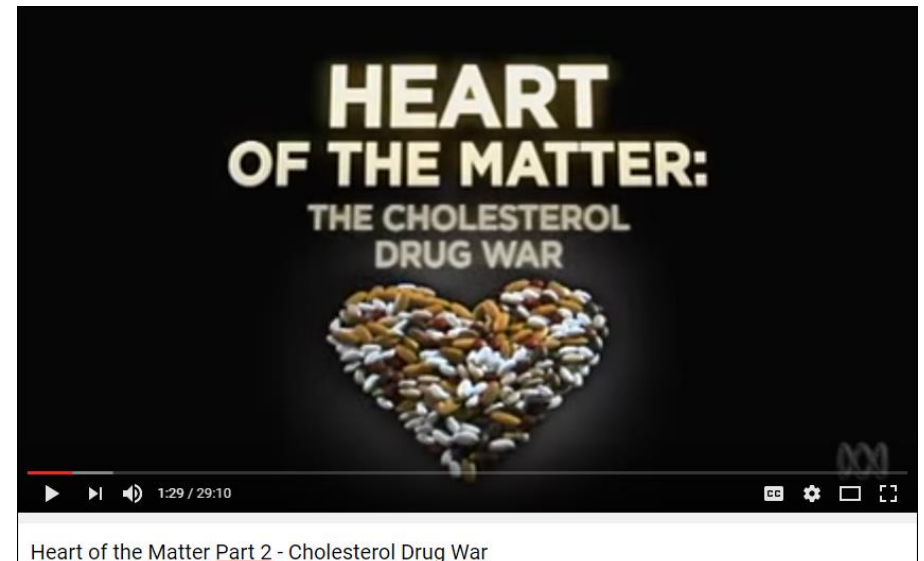 HEART
OF THE MATTER:
THE CHOLESTEROL
DRUG WAR
1:29 / 29:10
CC
Heart of the Matter Part 2 - Cholesterol Drug War